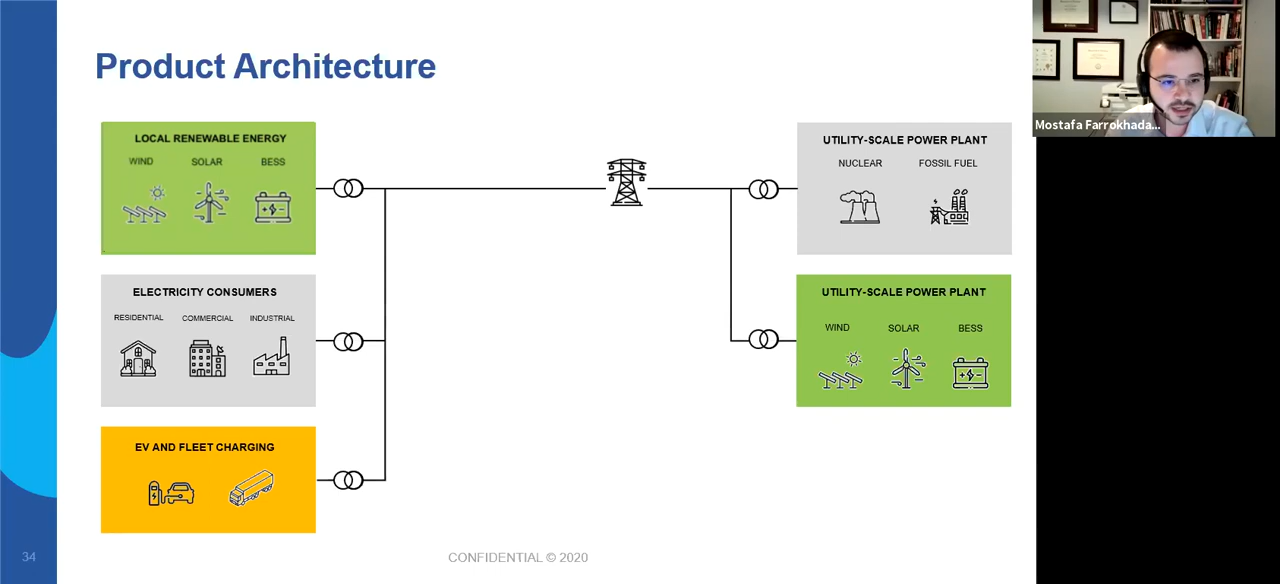 Product Architecture
LOCAL RENEWABLE ENERGY
WIND SOLAR BESS
ELECTRICITY CONSUMERS
RESIDENTIAL COMMERCIAL INDUSTRIAL
EV AND FLEET CHARGING
UTILITY-SCALE POWER PLANT
NUCLEAR FOSSIL FUEL
UTILITY-SCALE POWER PLANT
WIND SOLAR BESS
Mostafa Farrokhada...
34
CONFIDENTIAL © 2020